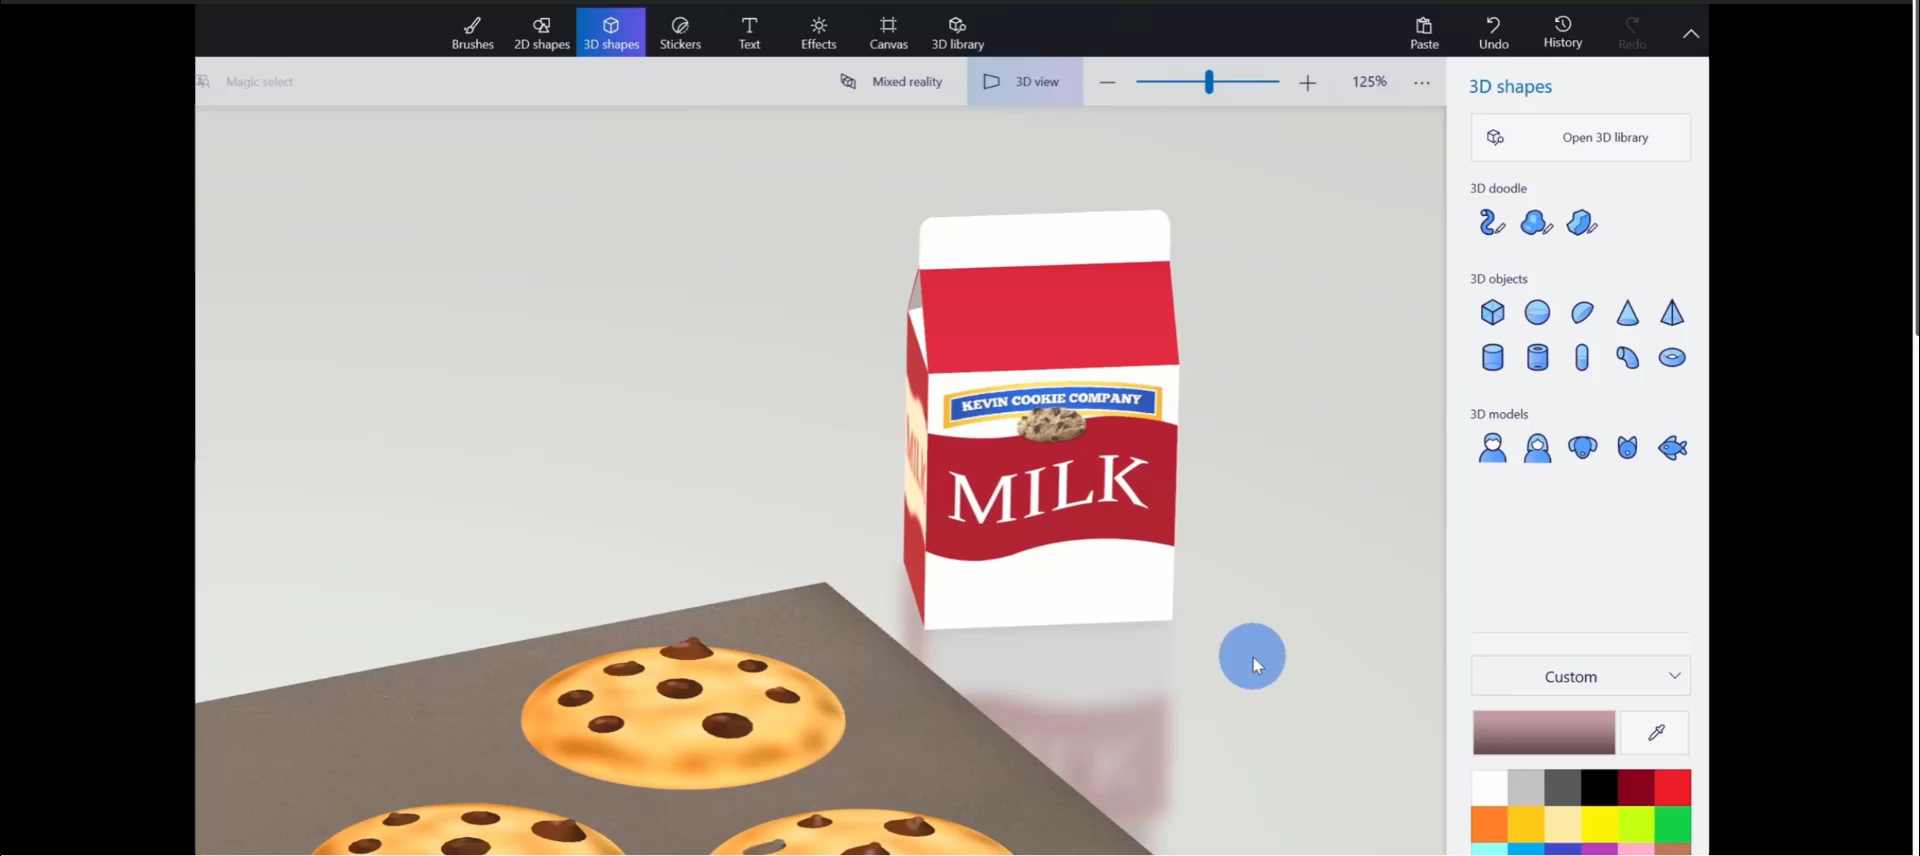 Brushes 2D shapes 3D shapes Stickers Text Effects Canvas 3D library Paste Undo History Redo
Magic select Mixed reality 3D view 125% ...
3D shapes
Open 3D library
3D doodle
3D objects
3D models
KEVIN COOKIE COMPANY
MILK
MILK
Custom